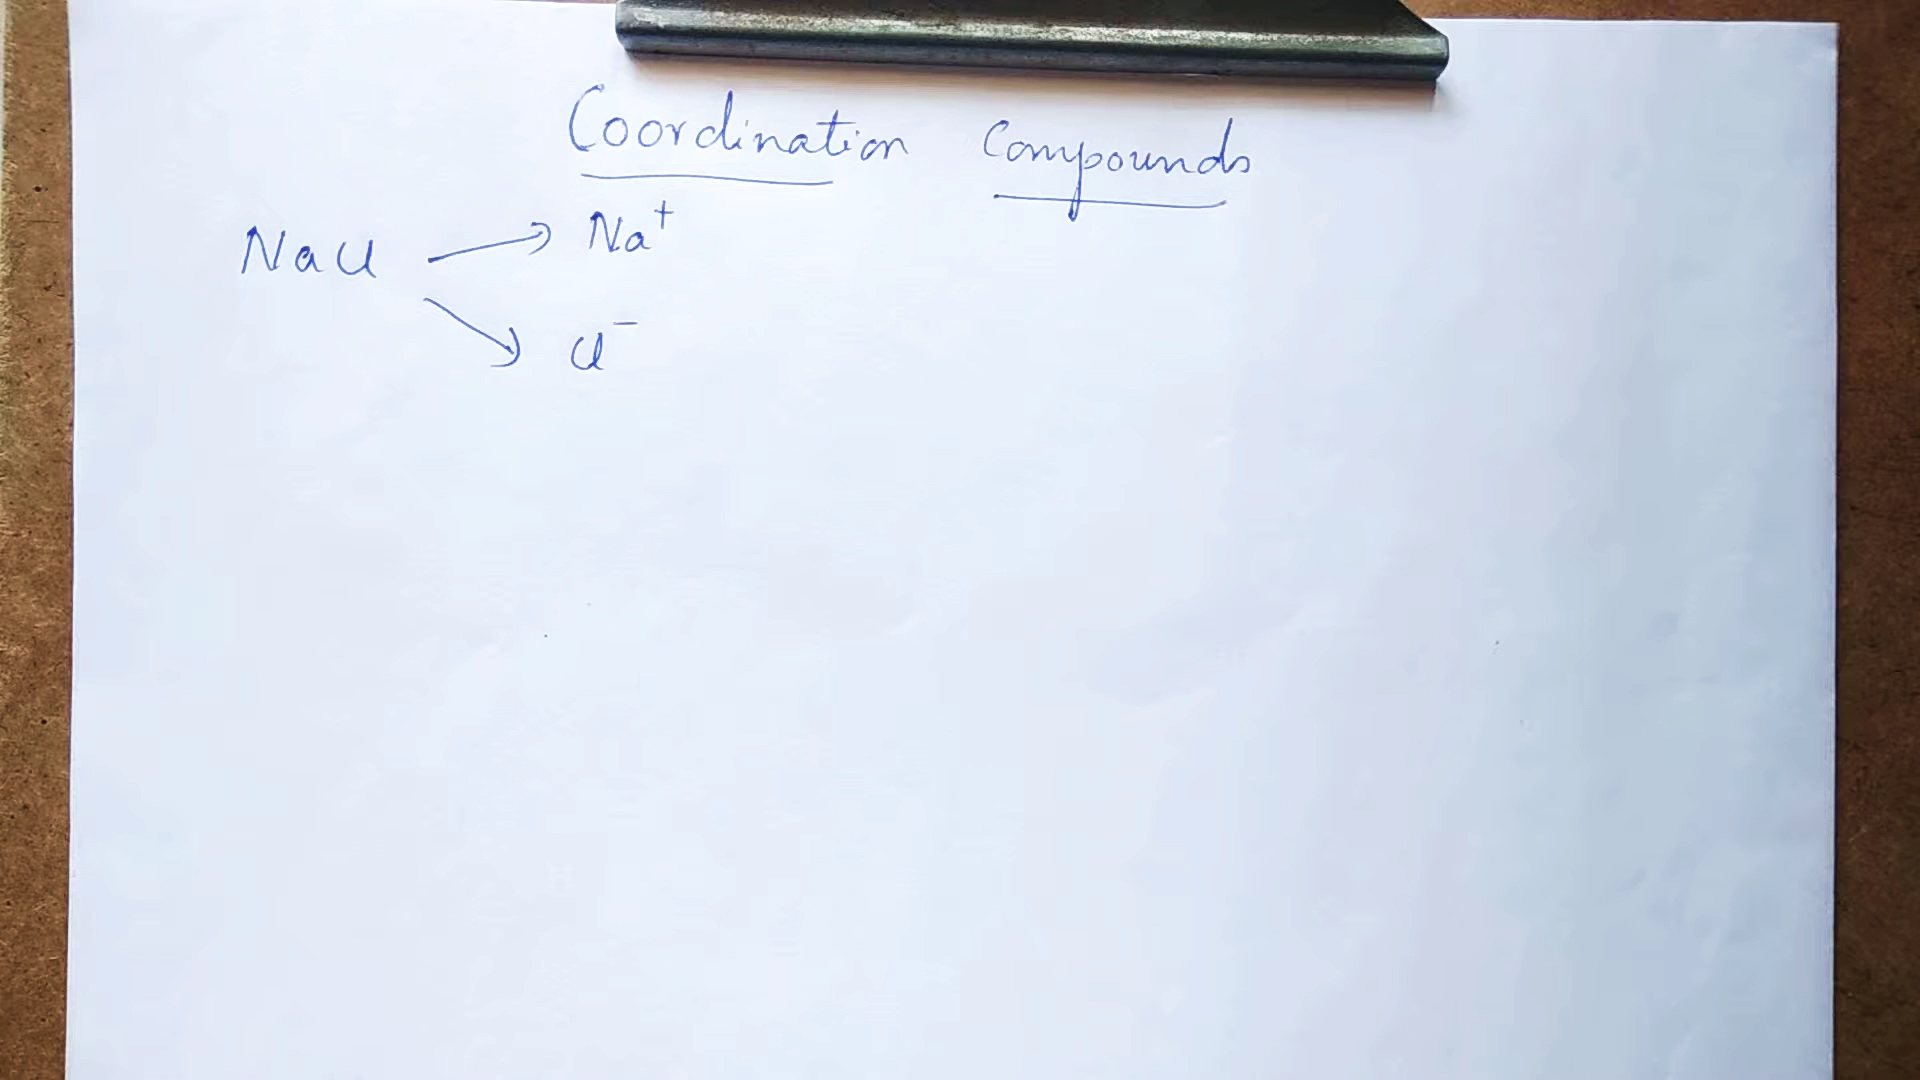 Coordination Compounds
NaCl → Na⁺
↘ Cl⁻